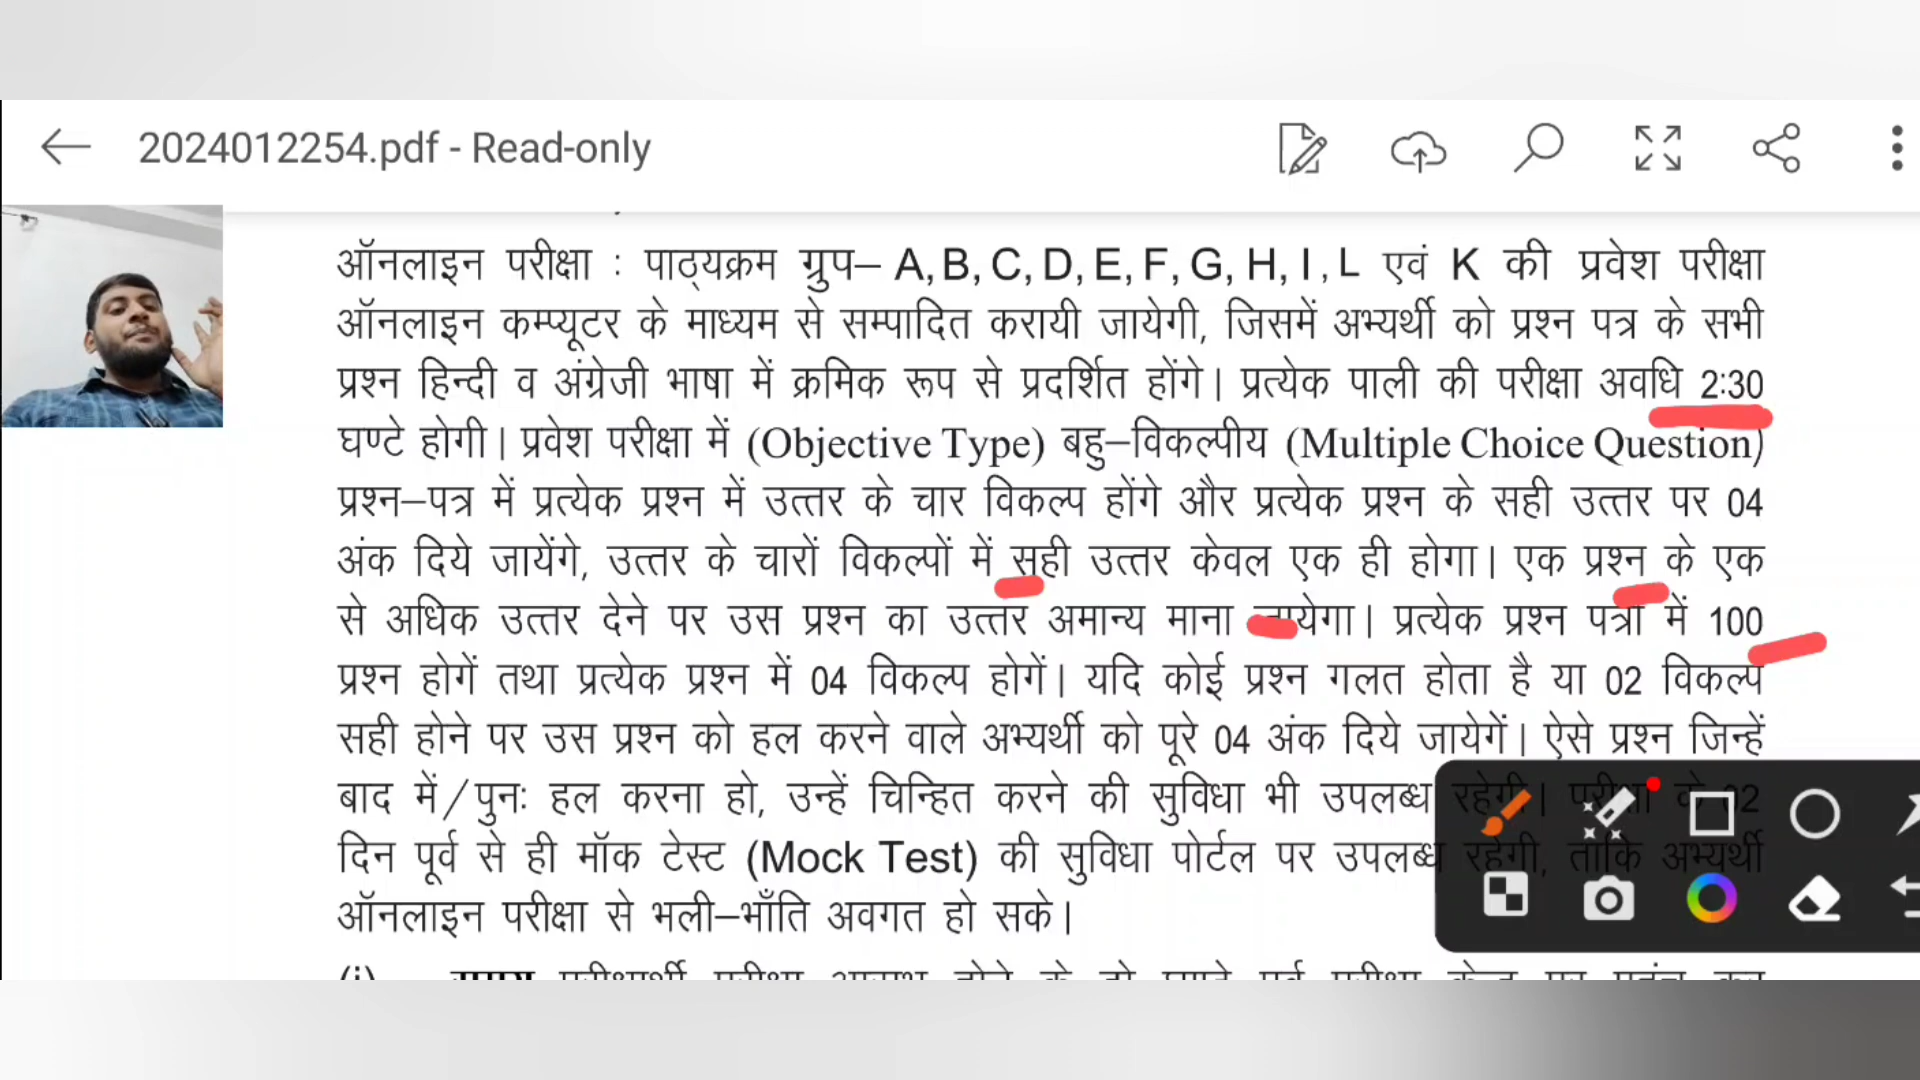 2024012254.pdf - Read-only
ऑनलाइन परीक्षा : पाठ्यक्रम ग्रुप– A, B, C, D, E, F, G, H, I, L एवं K की प्रवेश परीक्षा
ऑनलाइन कम्प्यूटर के माध्यम से सम्पादित करायी जायेगी, जिसमें अभ्यर्थी को प्रश्न पत्र के सभी
प्रश्न हिन्दी व अंग्रेजी भाषा में क्रमिक रूप से प्रदर्शित होंगे। प्रत्येक पाली की परीक्षा अवधि 2:30
घण्टे होगी। प्रवेश परीक्षा में (Objective Type) बहु–विकल्पीय (Multiple Choice Question)
प्रश्न–पत्र में प्रत्येक प्रश्न में उत्तर के चार विकल्प होंगे और प्रत्येक प्रश्न के सही उत्तर पर 04
अंक दिये जायेंगे, उत्तर के चारों विकल्पों में सही उत्तर केवल एक ही होगा। एक प्रश्न के एक
से अधिक उत्तर देने पर उस प्रश्न का उत्तर अमान्य माना जायेगा। प्रत्येक प्रश्न पत्रा में 100
प्रश्न होगें तथा प्रत्येक प्रश्न में 04 विकल्प होगें। यदि कोई प्रश्न गलत होता है या 02 विकल्प
सही होने पर उस प्रश्न को हल करने वाले अभ्यर्थी को पूरे 04 अंक दिये जायेगें। ऐसे प्रश्न जिन्हें
बाद में/पुनः हल करना हो, उन्हें चिन्हित करने की सुविधा भी उपलब्ध रहेगी। परीक्षा के 02
दिन पूर्व से ही मॉक टेस्ट (Mock Test) की सुविधा पोर्टल पर उपलब्ध रहेगी, ताकि अभ्यर्थी
ऑनलाइन परीक्षा से भली–भाँति अवगत हो सके।